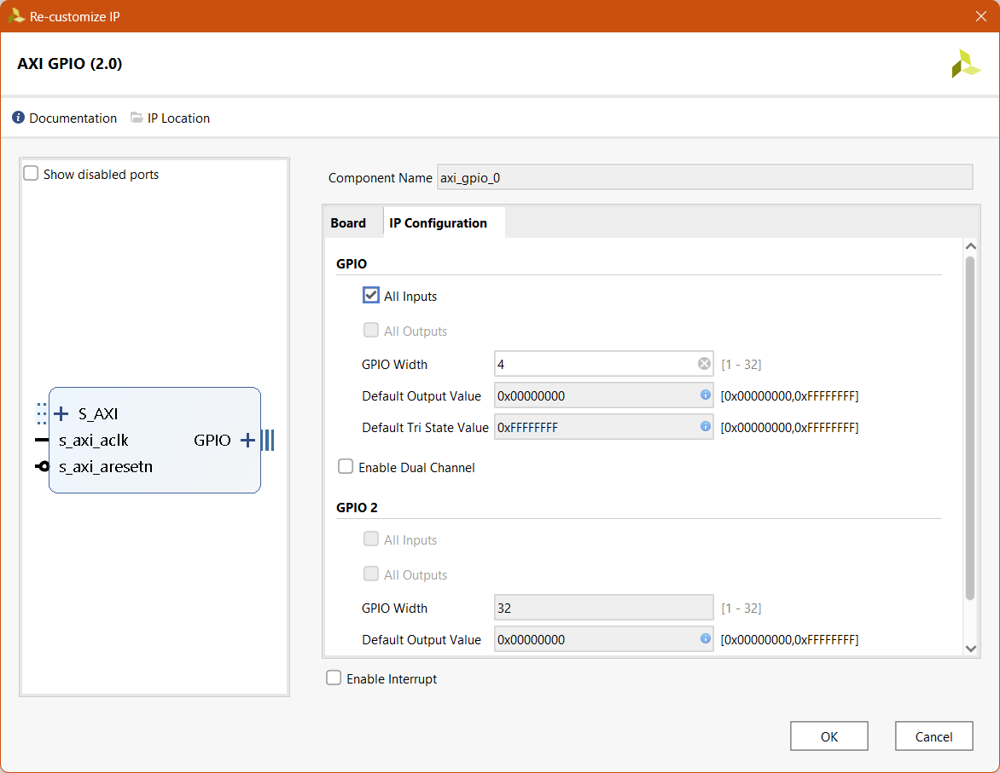 Re-customize IP
AXI GPIO (2.0)
Documentation IP Location
Show disabled ports
S_AXI
s_axi_aclk GPIO
s_axi_aresetn
Component Name axi_gpio_0
Board IP Configuration
GPIO
All Inputs
All Outputs
GPIO Width 4 [1 - 32]
Default Output Value 0x00000000 [0x00000000,0xFFFFFFFF]
Default Tri State Value 0xFFFFFFFF [0x00000000,0xFFFFFFFF]
Enable Dual Channel
GPIO 2
All Inputs
All Outputs
GPIO Width 32 [1 - 32]
Default Output Value 0x00000000 [0x00000000,0xFFFFFFFF]
Enable Interrupt
OK Cancel